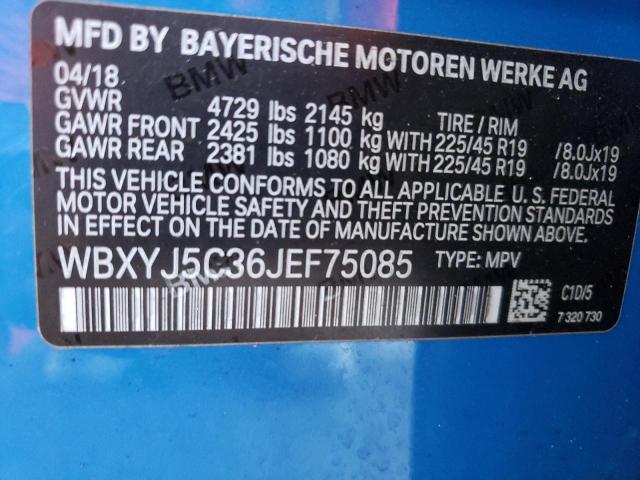 MFD BY BAYERISCHE MOTOREN WERKE AG
04/18
GVWR 4729 lbs 2145 kg TIRE / RIM
GAWR FRONT 2425 lbs 1100 kg WITH 225/45 R19 /8.0Jx19
GAWR REAR 2381 lbs 1080 kg WITH 225/45 R19 /8.0Jx19
THIS VEHICLE CONFORMS TO ALL APPLICABLE U. S. FEDERAL
MOTOR VEHICLE SAFETY AND THEFT PREVENTION STANDARDS
IN EFFECT ON THE DATE OF MANUFACTURE SHOWN ABOVE.
WBXYJ5C36JEF75085 TYPE: MPV
C1D/5
7 320 730